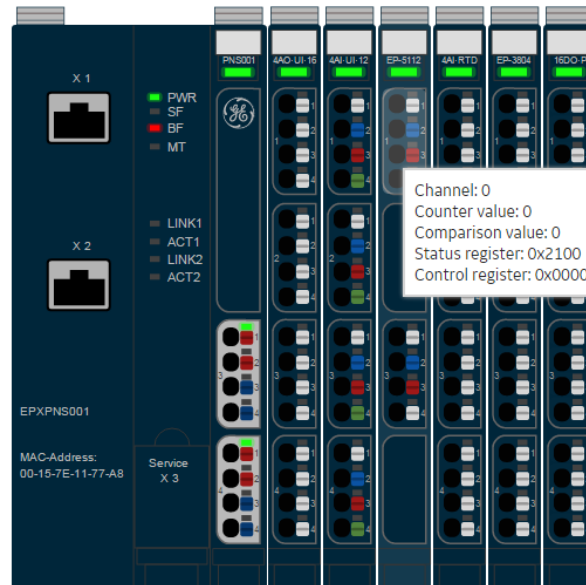 PNS001
4AO-UI-16
4AI-UI-12
EP-5112
4AI-RTD
EP-3804
16DO-P
X 1
PWR
SF
BF
MT
LINK1
ACT1
LINK2
ACT2
X 2
EPXPNS001
MAC-Address:
00-15-7E-11-77-A8
Service
X 3
Channel: 0
Counter value: 0
Comparison value: 0
Status register: 0x2100
Control register: 0x0000